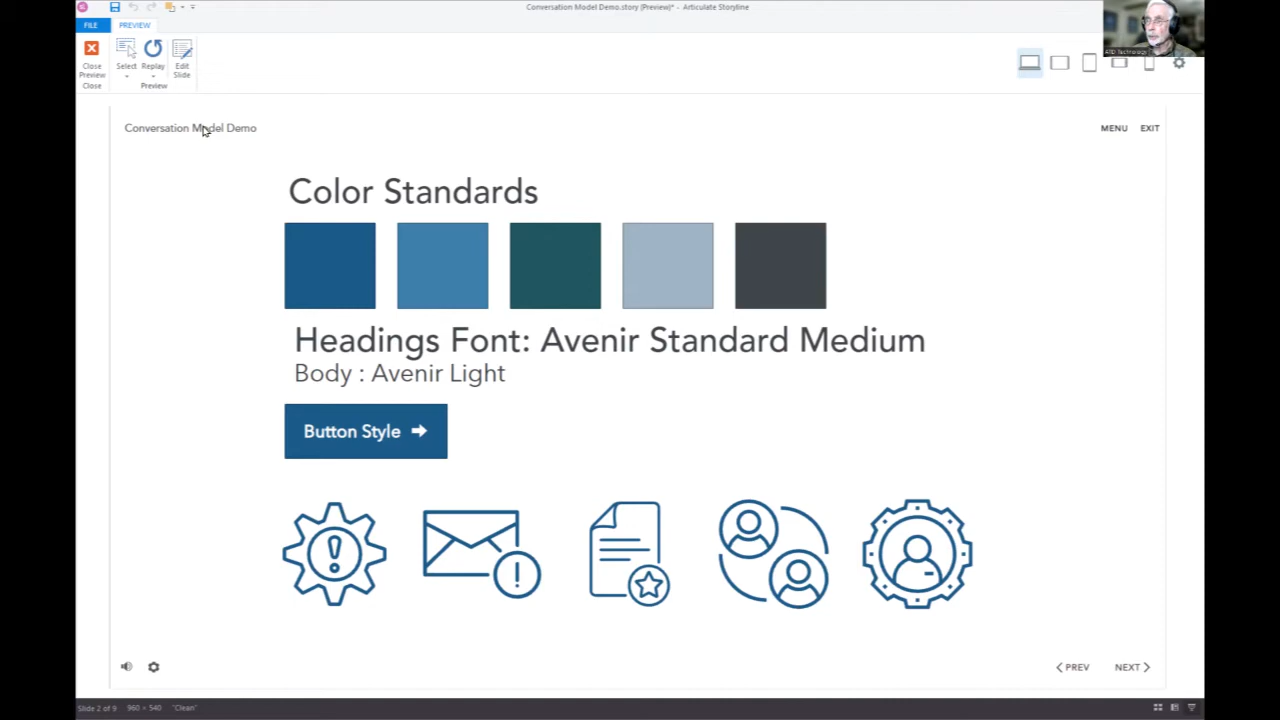 Conversation Model Demo.story (Preview)* - Articulate Storyline
FILE
PREVIEW
Close Preview
Select
Replay
Edit Slide
Close
Preview
ATD Technology
Conversation Model Demo
MENU
EXIT
Color Standards
Headings Font: Avenir Standard Medium
Body : Avenir Light
Button Style
PREV
NEXT
Slide 2 of 9
960 × 540
"Clean"